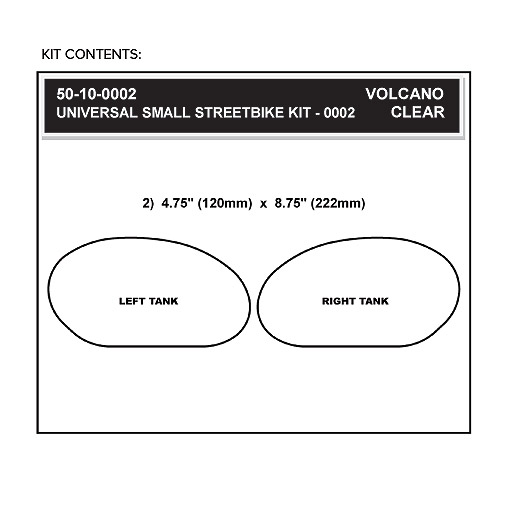 KIT CONTENTS:
50-10-0002 VOLCANO
UNIVERSAL SMALL STREETBIKE KIT - 0002 CLEAR
2) 4.75" (120mm) x 8.75" (222mm)
LEFT TANK RIGHT TANK